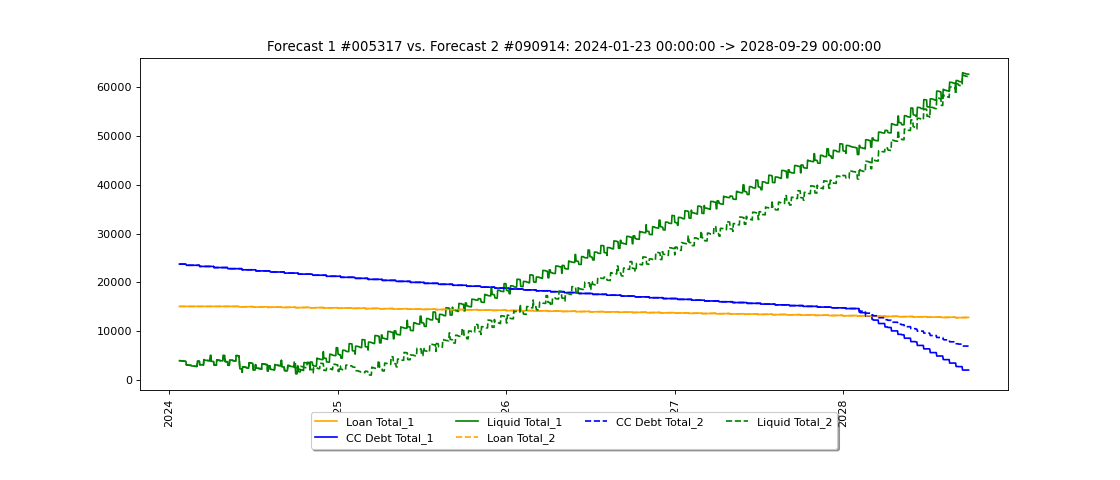 Forecast 1 #005317 vs. Forecast 2 #090914: 2024-01-23 00:00:00 -> 2028-09-29 00:00:00
60000
50000
40000
30000
20000
10000
0
2024
25
26
27
2028
Loan Total_1
Liquid Total_1
CC Debt Total_2
Liquid Total_2
CC Debt Total_1
Loan Total_2